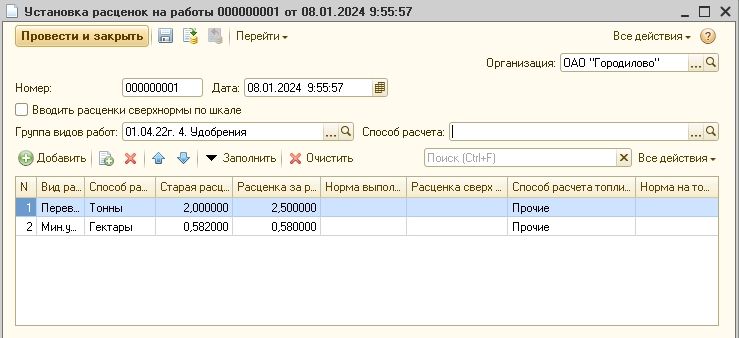 Установка расценок на работы 000000001 от 08.01.2024 9:55:57
Провести и закрыть Перейти Все действия ?
Организация: ОАО "Городилово" ...
Номер: 000000001 Дата: 08.01.2024 9:55:57
Вводить расценки сверхнормы по шкале
Группа видов работ: 01.04.22г. 4. Удобрения ... Способ расчета: ...
Добавить Заполнить Очистить Поиск (Ctrl+F) Все действия
N Вид ра... Способ ра... Старая расц... Расценка за р... Норма выпол... Расценка сверх ... Способ расчета топли... Норма на то...
1 Перев... Тонны 2,000000 2,500000 Прочие
2 Мин.у... Гектары 0,582000 0,580000 Прочие